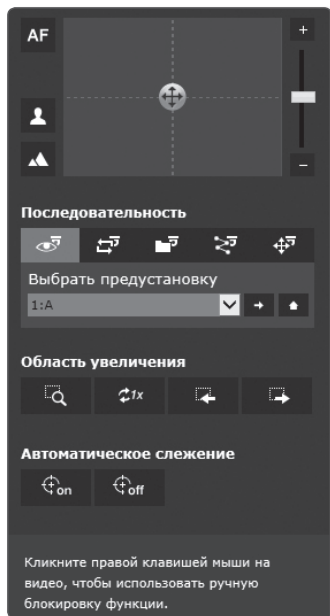 AF
+
−
Последовательность
Выбрать предустановку
1:A
Область увеличения
1x
Автоматическое слежение
on off
Кликните правой клавишей мыши на
видео, чтобы использовать ручную
блокировку функции.